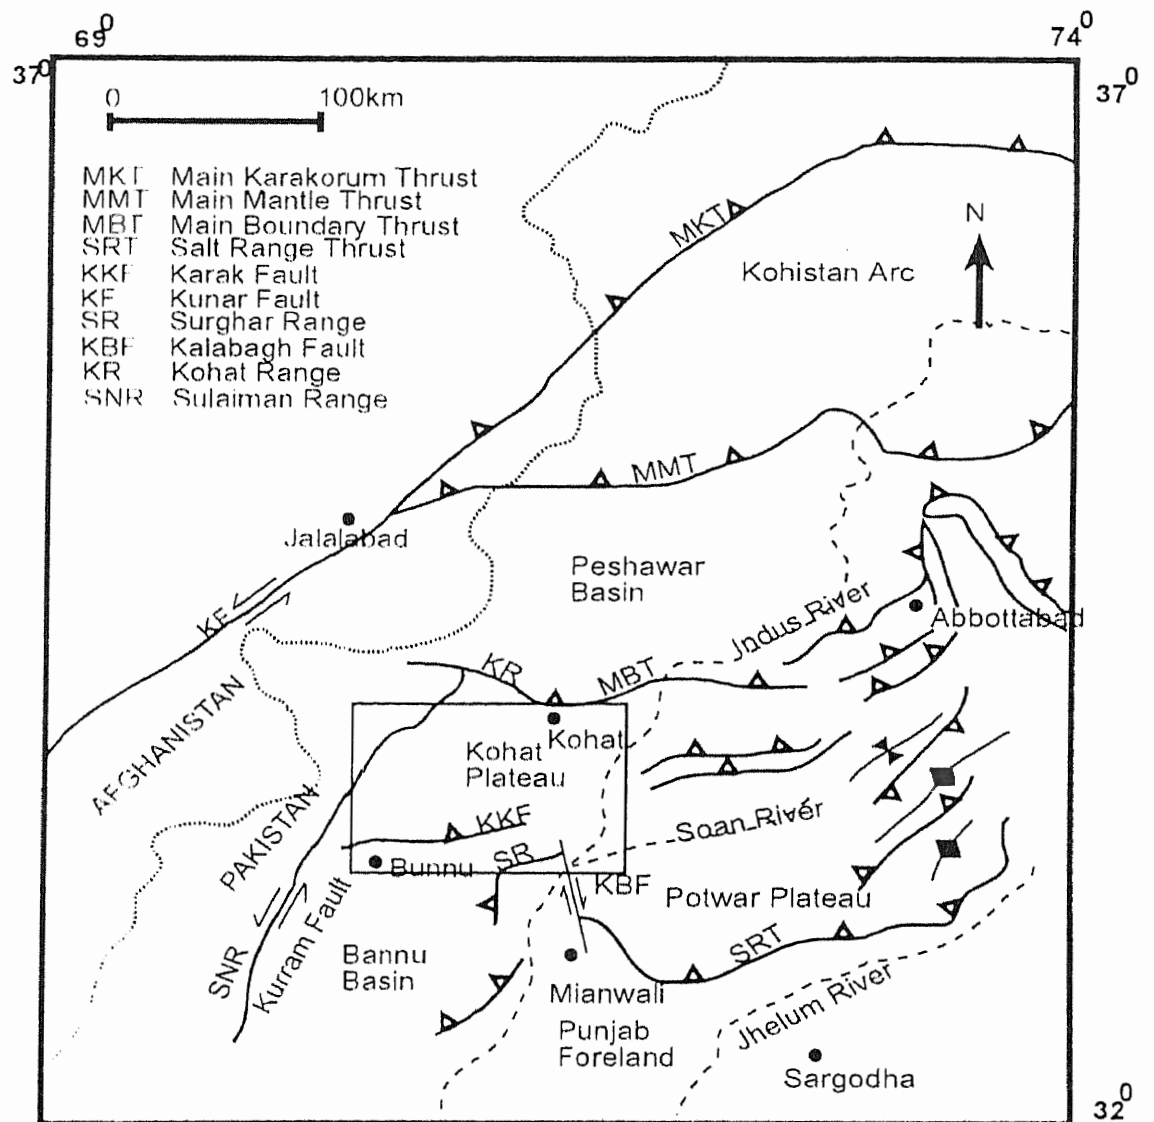 69⁰
74⁰
37⁰
37⁰
0 100km
MKT Main Karakorum Thrust
MMT Main Mantle Thrust
MBT Main Boundary Thrust
SRT Salt Range Thrust
KKF Karak Fault
KF Kunar Fault
SR Surghar Range
KBF Kalabagh Fault
KR Kohat Range
SNR Sulaiman Range
MKT
N
Kohistan Arc
MMT
Jalalabad
Peshawar
Basin
Indus River
Abbottabad
KF
KR
MBT
AFGHANISTAN
Kohat
Kohat
Plateau
PAKISTAN
KKF
Soan River
SR
Bunnu
KBF
Potwar Plateau
SNR
Kurram Fault
Bannu
Basin
SRT
Mianwali
Jhelum River
Punjab
Foreland
Sargodha
32⁰